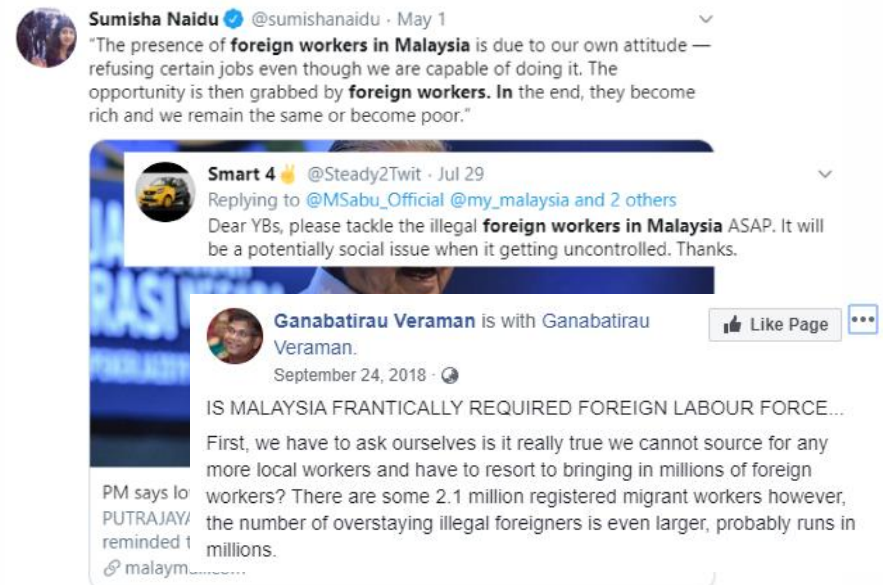 Sumisha Naidu @sumishanaidu · May 1
“The presence of foreign workers in Malaysia is due to our own attitude —
refusing certain jobs even though we are capable of doing it. The
opportunity is then grabbed by foreign workers. In the end, they become
rich and we remain the same or become poor.”
Smart 4✌ @Steady2Twit · Jul 29
Replying to @MSabu_Official @my_malaysia and 2 others
Dear YBs, please tackle the illegal foreign workers in Malaysia ASAP. It will
be a potentially social issue when it getting uncontrolled. Thanks.
RASI
Ganabatirau Veraman is with Ganabatirau
Veraman.
Like Page
September 24, 2018 ·
IS MALAYSIA FRANTICALLY REQUIRED FOREIGN LABOUR FORCE...
First, we have to ask ourselves is it really true we cannot source for any
more local workers and have to resort to bringing in millions of foreign
workers? There are some 2.1 million registered migrant workers however,
the number of overstaying illegal foreigners is even larger, probably runs in
millions.
PM says lo
PUTRAJAYA
reminded t